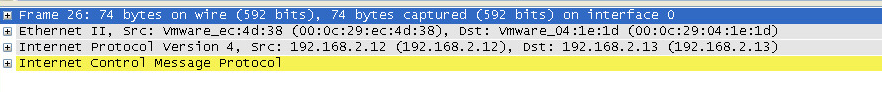 Frame 26: 74 bytes on wire (592 bits), 74 bytes captured (592 bits) on interface 0
Ethernet II, Src: Vmware_ec:4d:38 (00:0c:29:ec:4d:38), Dst: Vmware_04:1e:1d (00:0c:29:04:1e:1d)
Internet Protocol Version 4, Src: 192.168.2.12 (192.168.2.12), Dst: 192.168.2.13 (192.168.2.13)
Internet Control Message Protocol